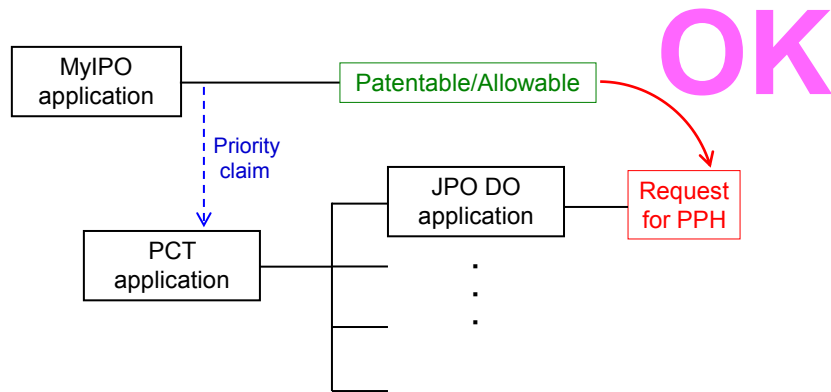 OK
MyIPO
application
Patentable/Allowable
Priority
claim
JPO DO
application
Request
for PPH
PCT
application